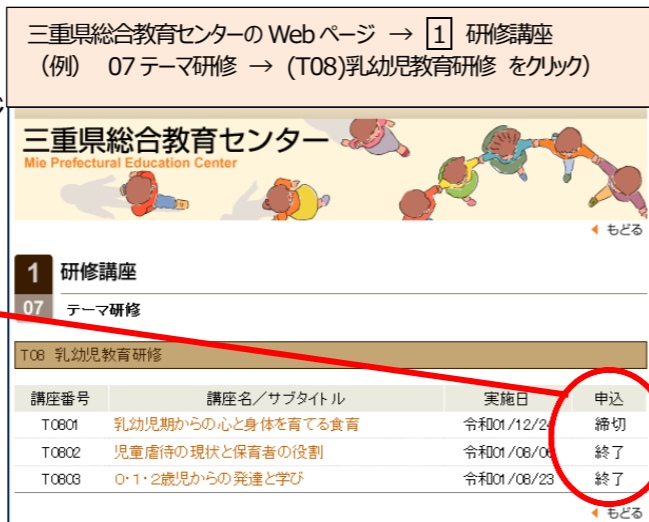 三重県総合教育センターの Web ページ → 1 研修講座
（例） 07 テーマ研修 → (T08)乳幼児教育研修 をクリック）
三重県総合教育センター
Mie Prefectural Education Center
もどる
1 研修講座
07 テーマ研修
T08 乳幼児教育研修
講座番号 講座名／サブタイトル 実施日 申込
T0801 乳幼児期からの心と身体を育てる食育 令和01/12/24 締切
T0802 児童虐待の現状と保育者の役割 令和01/08/06 終了
T0803 0・1・2歳児からの発達と学び 令和01/08/23 終了
もどる